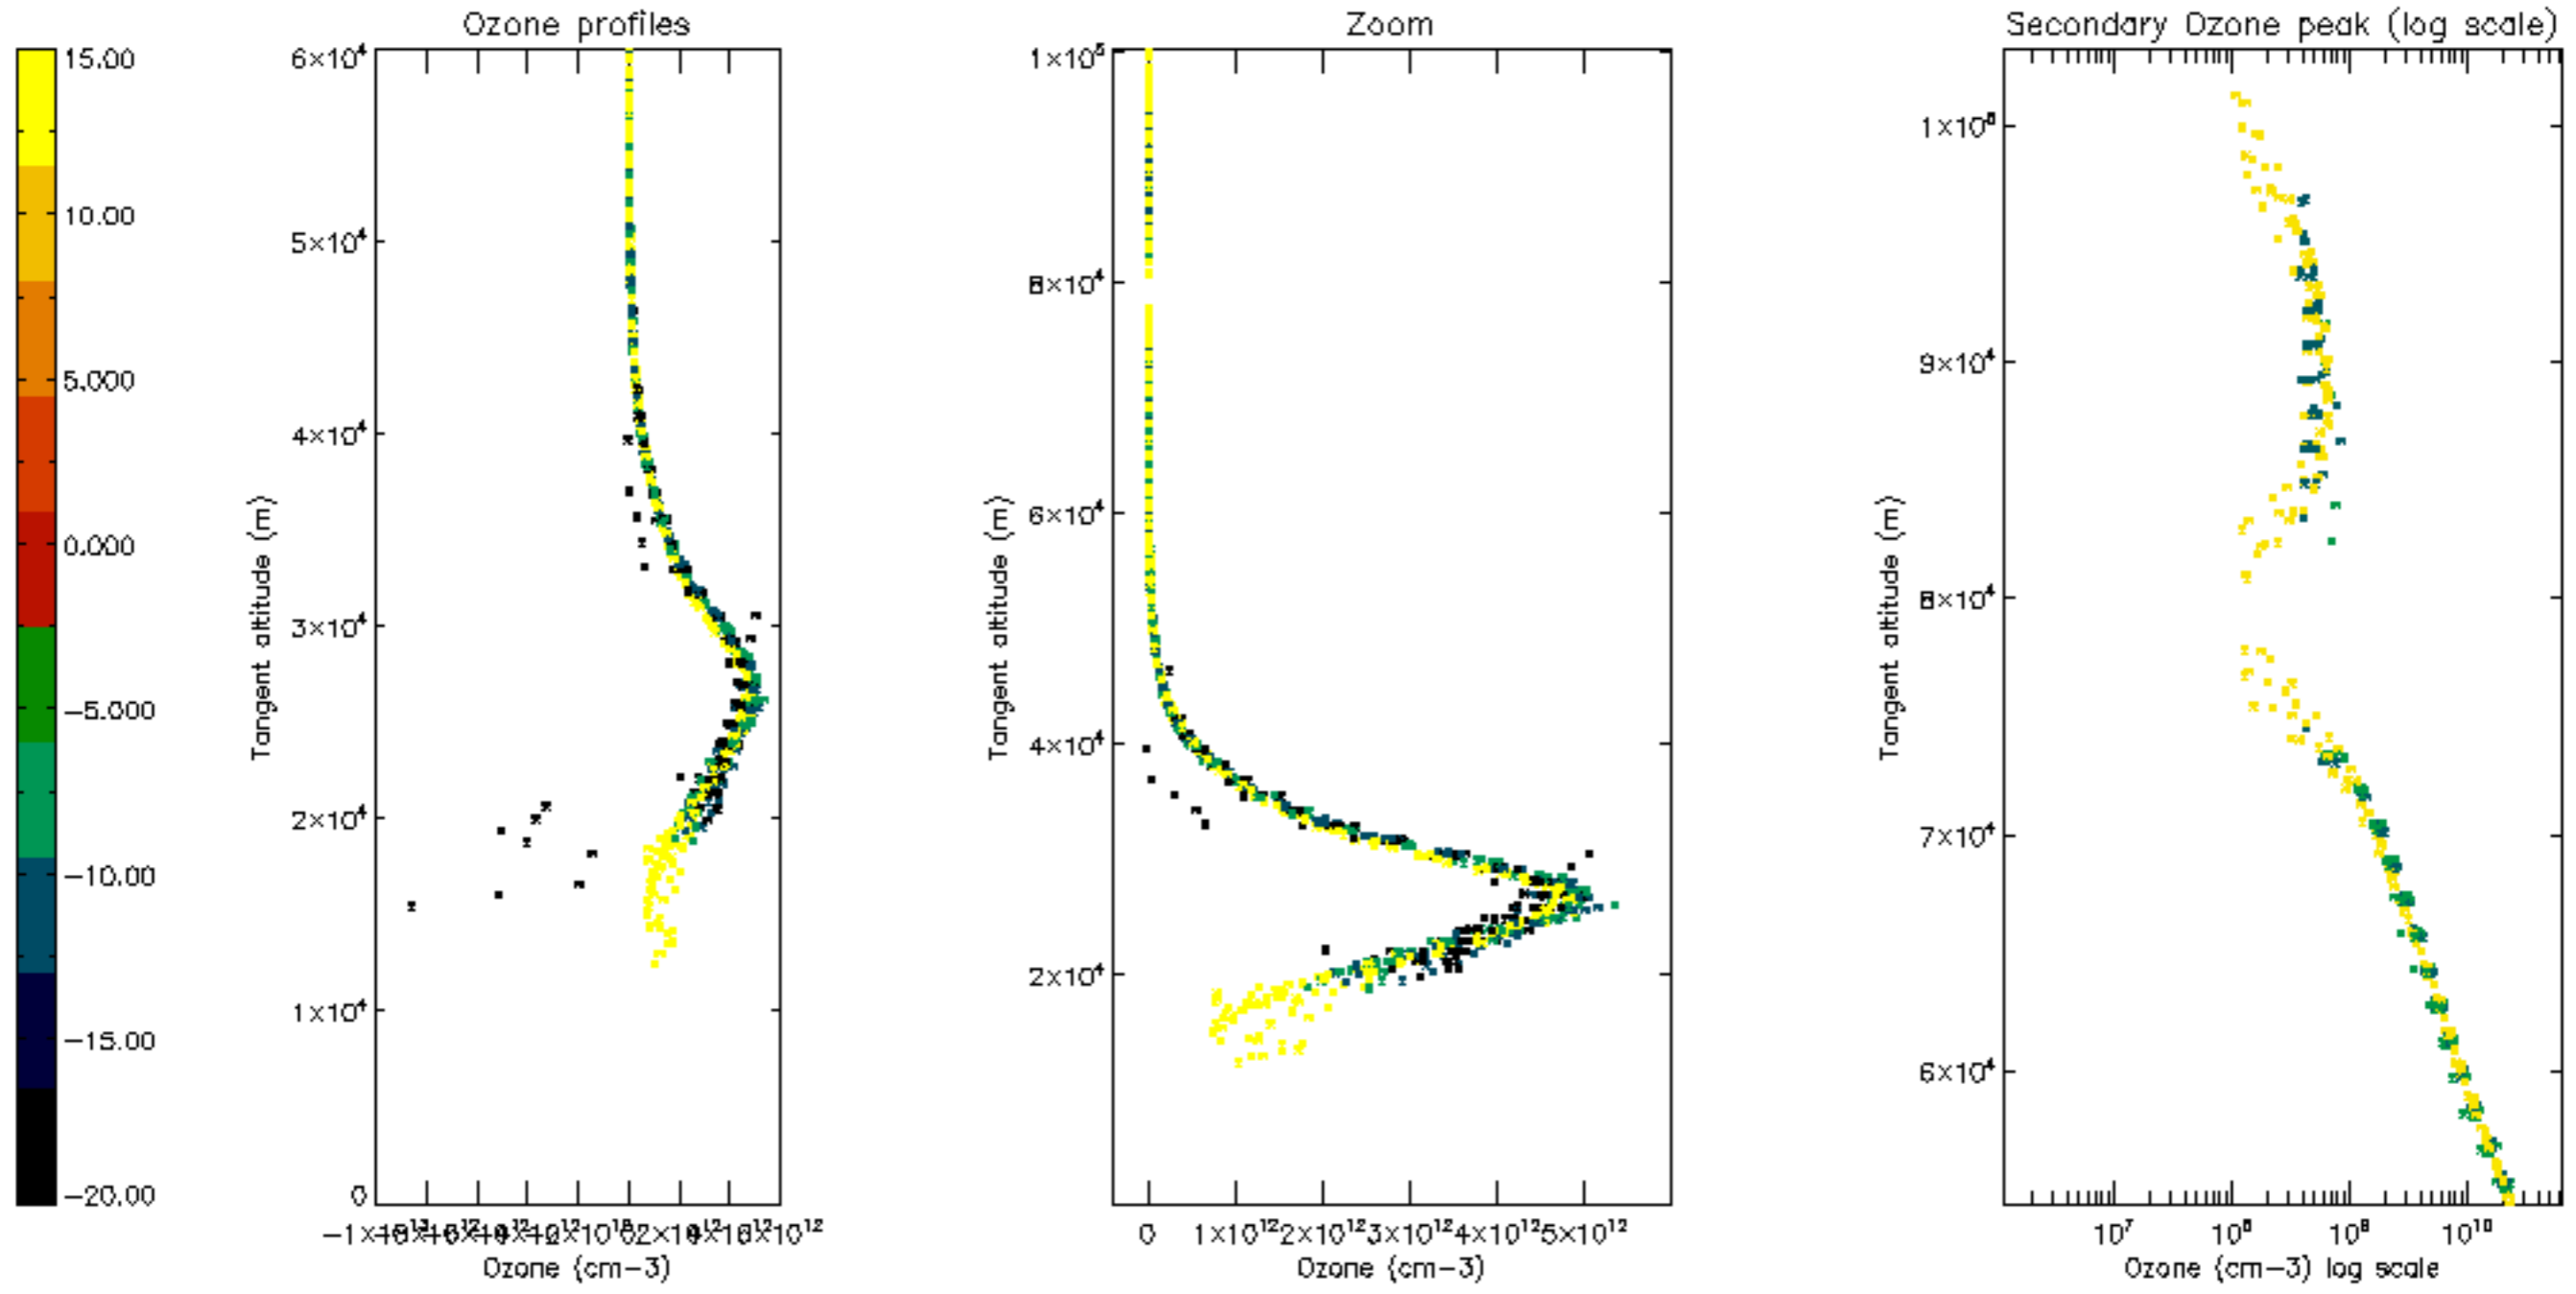 Ozone profiles
Zoom
Secondary Ozone peak (log scale)
15.00
10.00
5.000
0.000
-5.000
-10.00
-15.00
-20.00
6×10⁴
5×10⁴
4×10⁴
3×10⁴
2×10⁴
1×10⁴
0
Tangent altitude (m)
Ozone (cm-3)
1×10⁵
8×10⁴
6×10⁴
4×10⁴
2×10⁴
Tangent altitude (m)
0 1×10¹² 2×10¹² 3×10¹² 4×10¹² 5×10¹²
Ozone (cm-3)
1×10⁵
9×10⁴
8×10⁴
7×10⁴
6×10⁴
Tangent altitude (m)
10⁷ 10⁸ 10⁹ 10¹⁰
Ozone (cm-3) log scale